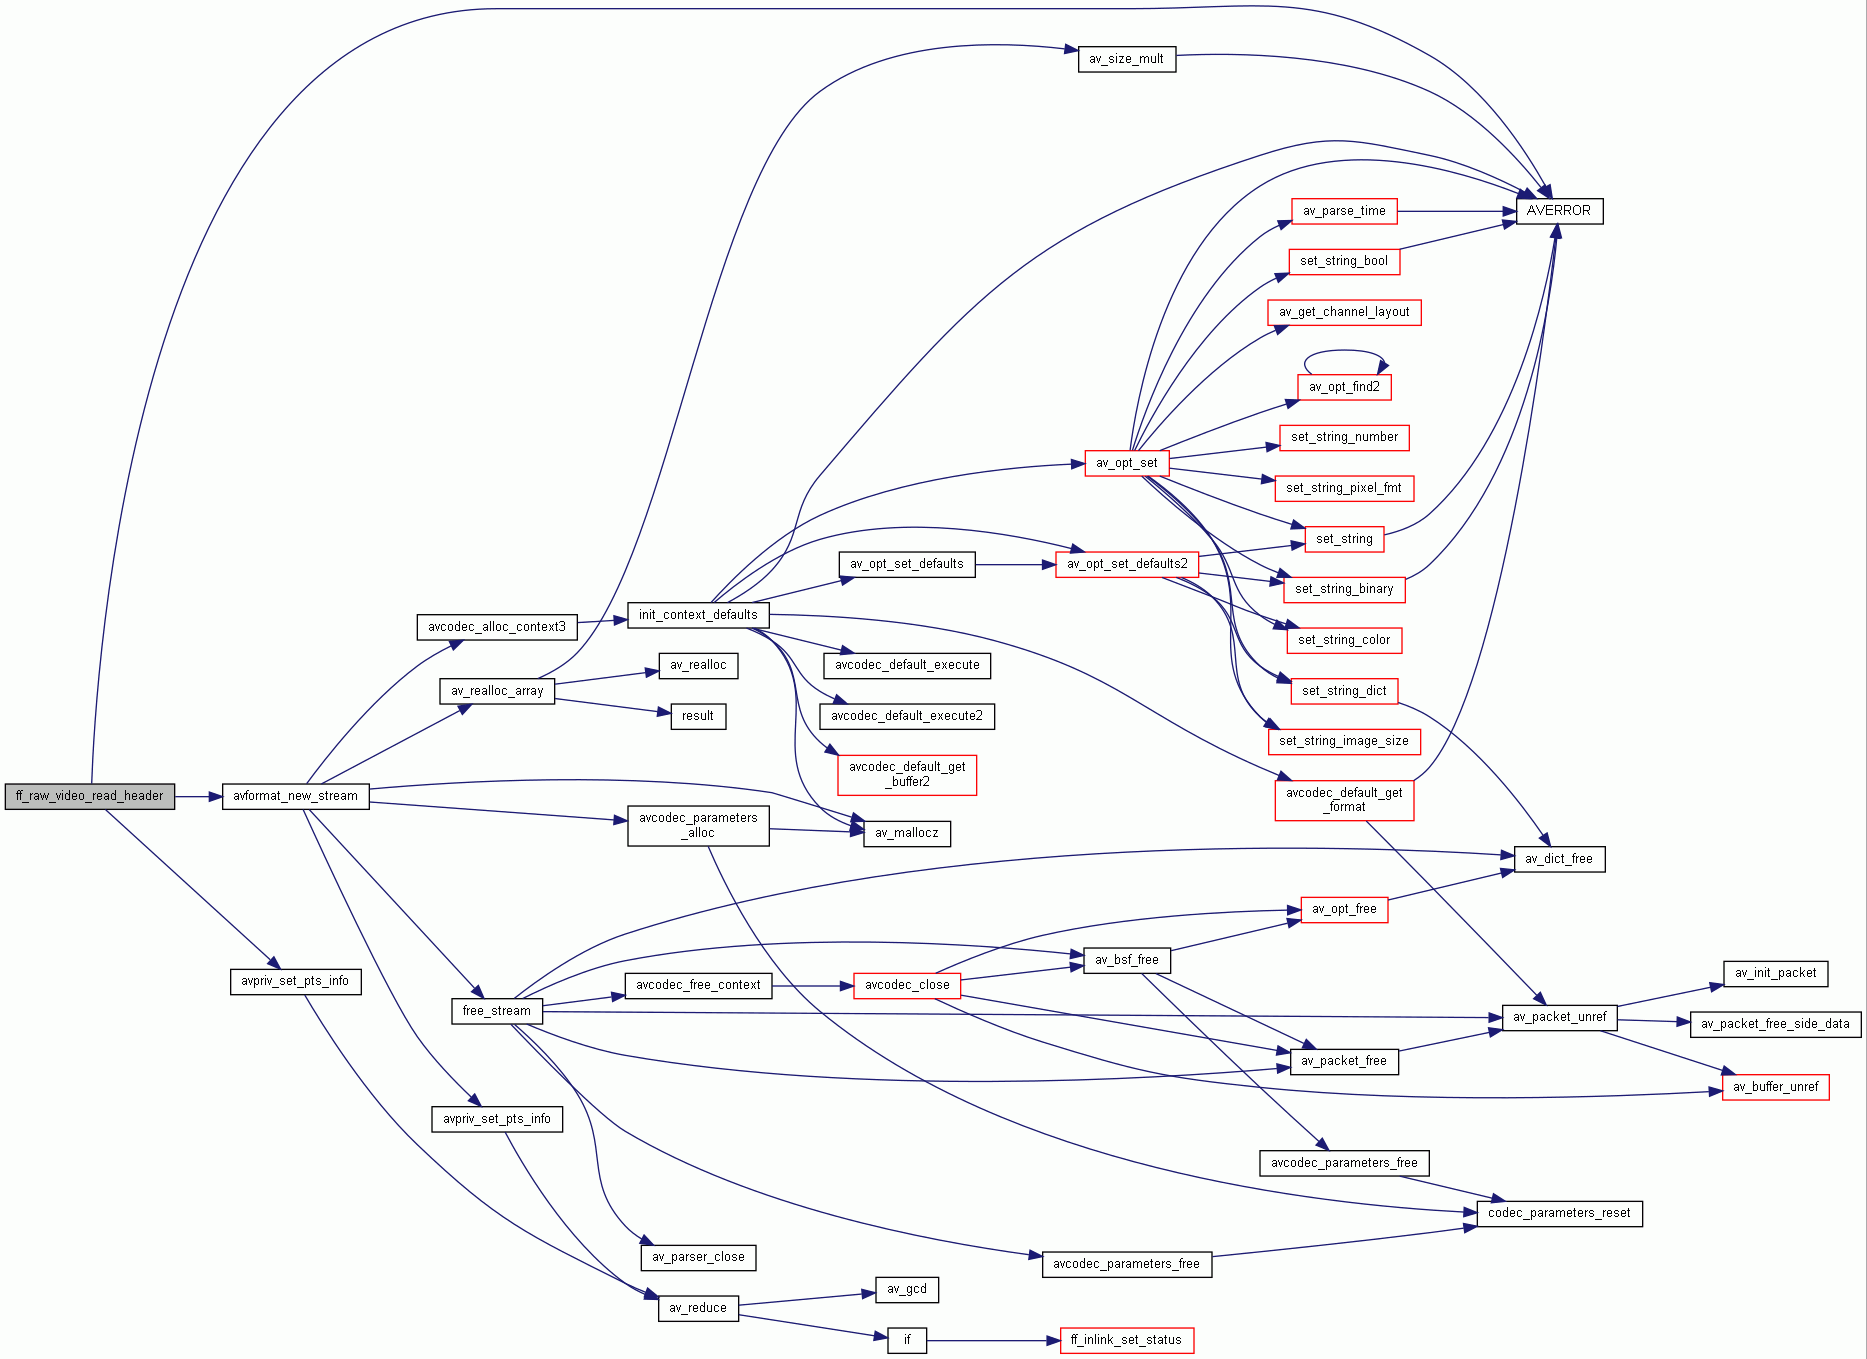 av_size_mult
av_parse_time
AVERROR
set_string_bool
av_get_channel_layout
av_opt_find2
set_string_number
av_opt_set
set_string_pixel_fmt
set_string
av_opt_set_defaults
av_opt_set_defaults2
set_string_binary
init_context_defaults
avcodec_alloc_context3
set_string_color
av_realloc
avcodec_default_execute
av_realloc_array
set_string_dict
result
avcodec_default_execute2
set_string_image_size
avcodec_default_get
_buffer2
ff_raw_video_read_header
avformat_new_stream
avcodec_default_get
_format
avcodec_parameters
_alloc
av_mallocz
av_dict_free
av_opt_free
av_bsf_free
av_init_packet
avpriv_set_pts_info
avcodec_free_context
avcodec_close
free_stream
av_packet_unref
av_packet_free_side_data
av_packet_free
av_buffer_unref
avpriv_set_pts_info
avcodec_parameters_free
codec_parameters_reset
av_parser_close
avcodec_parameters_free
av_gcd
av_reduce
if
ff_inlink_set_status